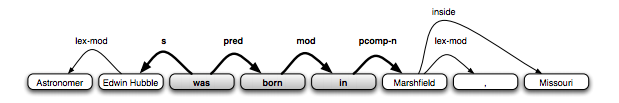 inside
lex-mod s pred mod pcomp-n lex-mod
Astronomer Edwin Hubble was born in Marshfield , Missouri